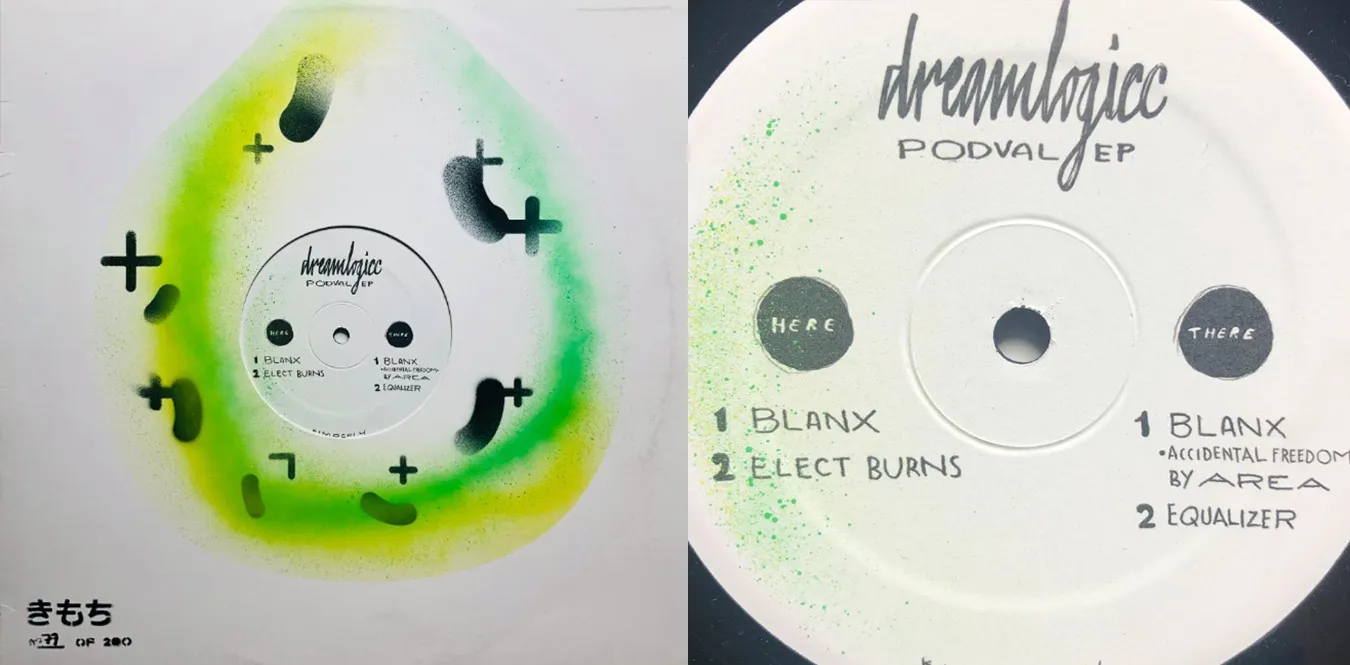 dreamlogicc
PODVAL EP
HERE
THERE
1 BLANX
2 ELECT BURNS
1 BLANX
•ACCIDENTAL FREEDOM•
BY AREA
2 EQUALIZER
きもち
Nº 79 OF 200
dreamlogicc
PODVAL EP
HERE
THERE
1 BLANX
2 ELECT BURNS
1 BLANX
•ACCIDENTAL FREEDOM
BY AREA
2 EQUALIZER